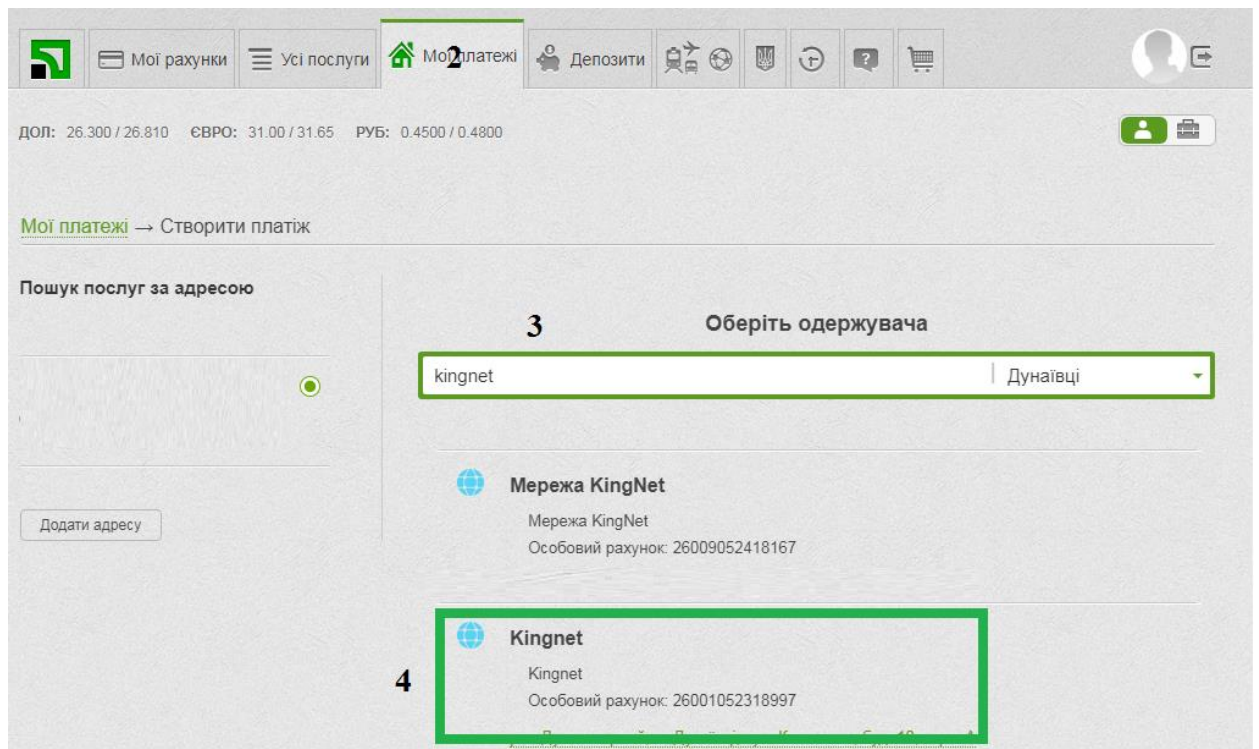 Мої рахунки Усі послуги Мої платежі Депозити
2
ДОЛ: 26.300 / 26.810 ЄВРО: 31.00 / 31.65 РУБ: 0.4500 / 0.4800
Мої платежі → Створити платіж
Пошук послуг за адресою
Додати адресу
3
Оберіть одержувача
kingnet Дунаївці
Мережа KingNet
Мережа KingNet
Особовий рахунок: 26009052418167
4
Kingnet
Kingnet
Особовий рахунок: 26001052318997